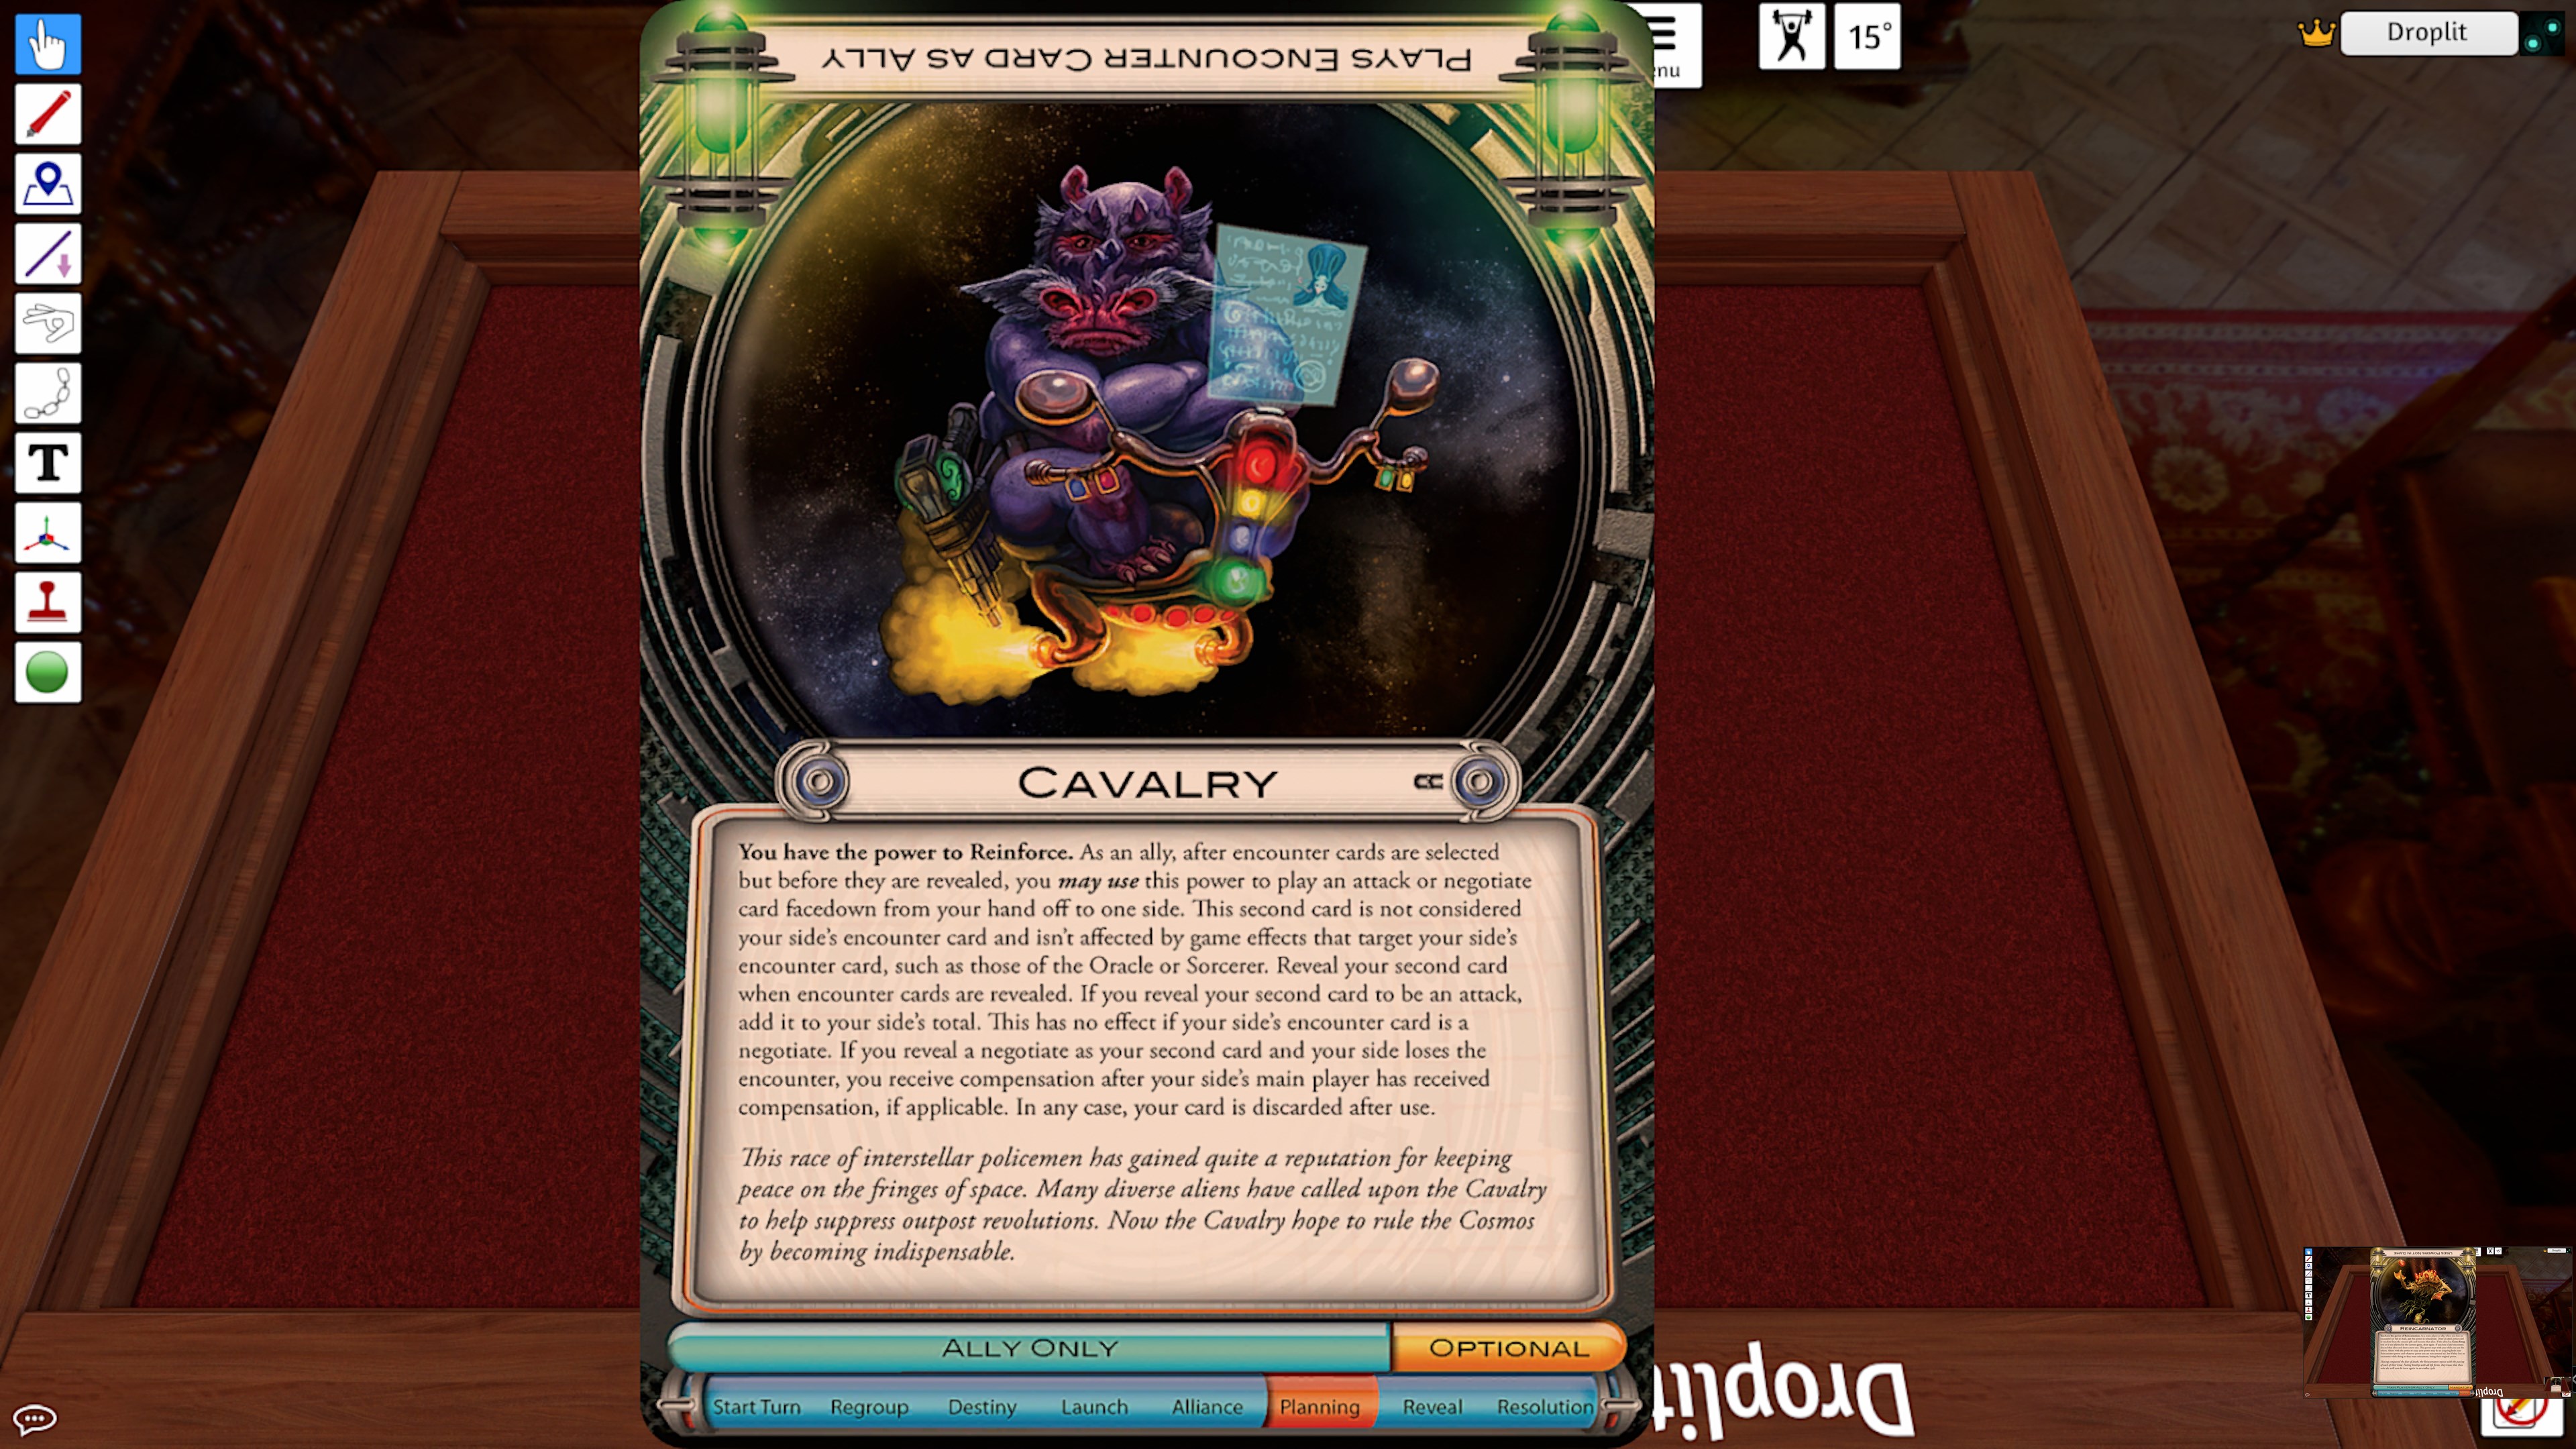 PLAYS ENCOUNTER CARD AS ALLY
nu
15°
Droplit
T
CAVALRY
You have the power to Reinforce. As an ally, after encounter cards are selected
but before they are revealed, you may use this power to play an attack or negotiate
card facedown from your hand off to one side. This second card is not considered
your side's encounter card and isn't affected by game effects that target your side's
encounter card, such as those of the Oracle or Sorcerer. Reveal your second card
when encounter cards are revealed. If you reveal your second card to be an attack,
add it to your side's total. This has no effect if your side's encounter card is a
negotiate. If you reveal a negotiate as your second card and your side loses the
encounter, you receive compensation after your side's main player has received
compensation, if applicable. In any case, your card is discarded after use.
This race of interstellar policemen has gained quite a reputation for keeping
peace on the fringes of space. Many diverse aliens have called upon the Cavalry
to help suppress outpost revolutions. Now the Cavalry hope to rule the Cosmos
by becoming indispensable.
ALLY ONLY
OPTIONAL
Start Turn Regroup Destiny Launch Alliance Planning Reveal Resolution
Droplit
REINCARNATOR